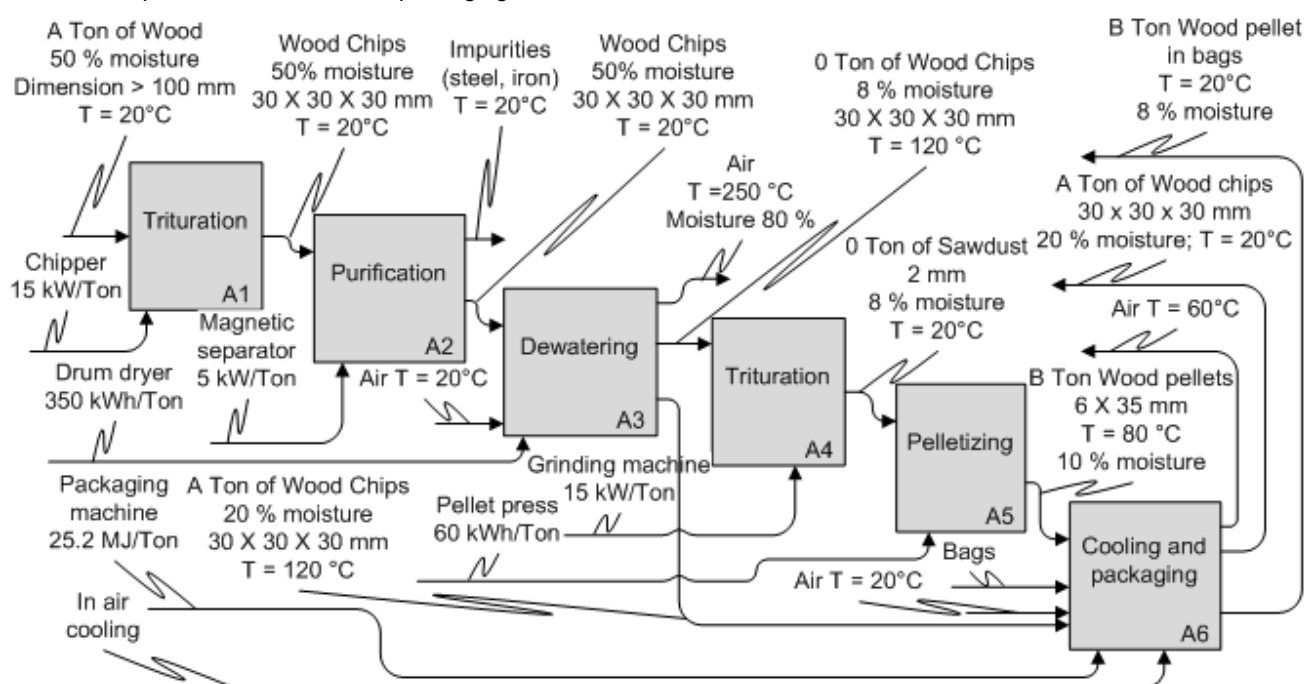 A Ton of Wood
50 % moisture
Dimension > 100 mm
T = 20°C
Wood Chips
50% moisture
30 X 30 X 30 mm
T = 20°C
Impurities
(steel, iron)
T = 20°C
Wood Chips
50% moisture
30 X 30 X 30 mm
T = 20°C
0 Ton of Wood Chips
8 % moisture
30 X 30 X 30 mm
T = 120 °C
B Ton Wood pellet
in bags
T = 20°C
8 % moisture
Air
T =250 °C
Moisture 80 %
A Ton of Wood chips
30 x 30 x 30 mm
20 % moisture; T = 20°C
Trituration
A1
Chipper
15 kW/Ton
Purification
A2
Magnetic
separator
5 kW/Ton
0 Ton of Sawdust
2 mm
8 % moisture
T = 20°C
Air T = 60°C
Dewatering
A3
Drum dryer
350 kWh/Ton
Air T = 20°C
Trituration
A4
B Ton Wood pellets
6 X 35 mm
T = 80 °C
10 % moisture
Pelletizing
A5
Grinding machine
15 kW/Ton
Packaging
machine
25.2 MJ/Ton
A Ton of Wood Chips
20 % moisture
30 X 30 X 30 mm
T = 120 °C
Pellet press
60 kWh/Ton
Bags
Air T = 20°C
Cooling and
packaging
A6
In air
cooling